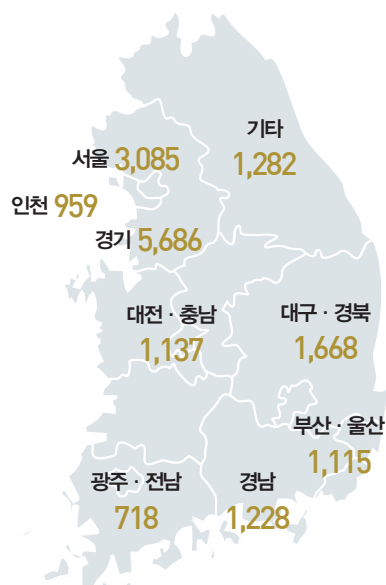 기타
1,282
서울 3,085
인천 959
경기 5,686
대전 · 충남
1,137
대구 · 경북
1,668
부산 · 울산
1,115
광주 · 전남
718
경남
1,228